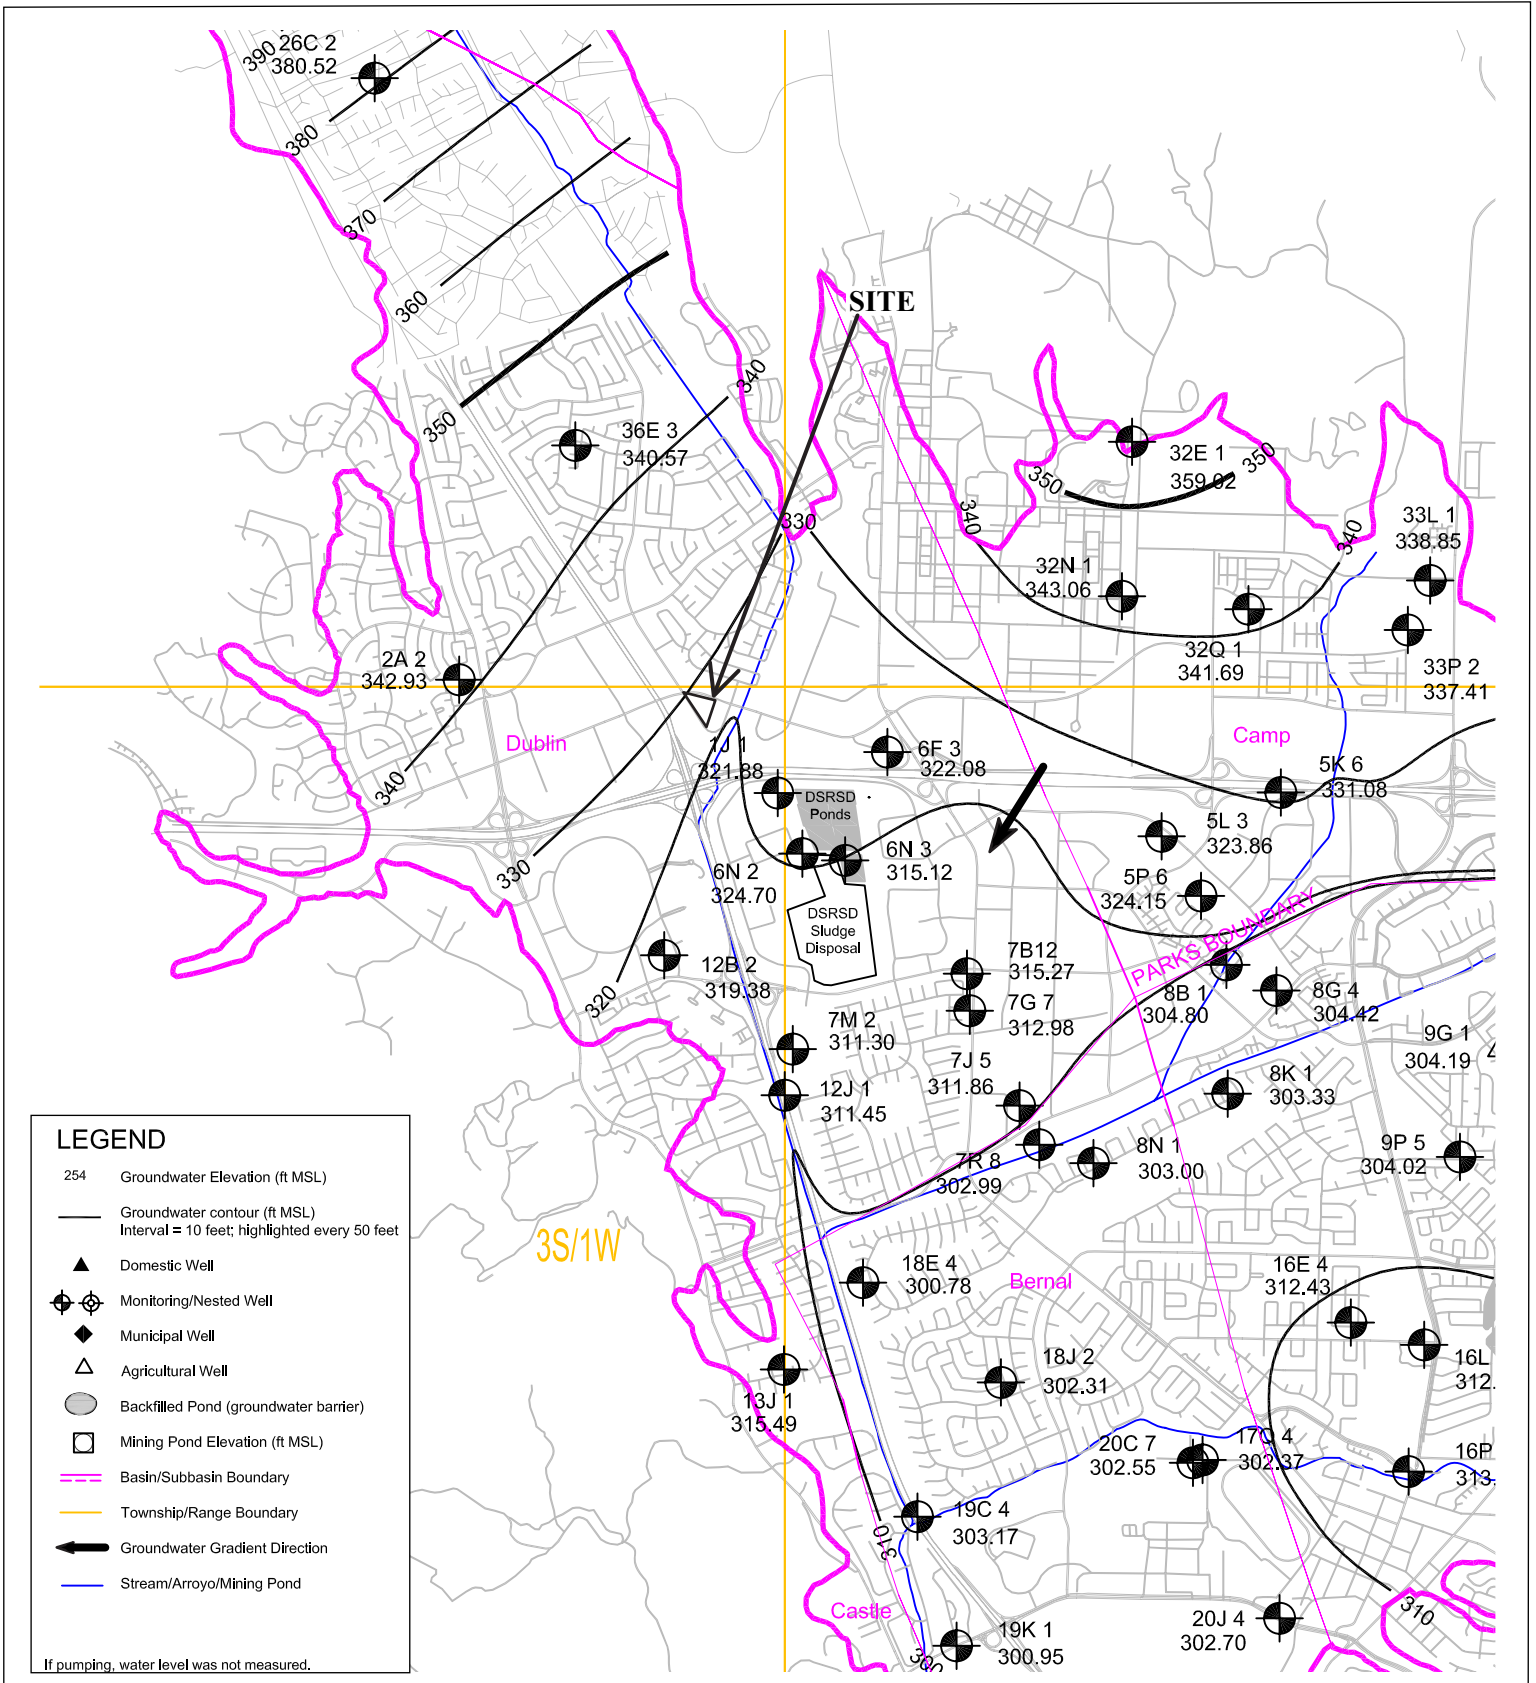 390
26C 2
380.52
380
370
360
350
SITE
340
36E 3
340.57
32E 1
359.02
350
350
340
340
33L 1
338.85
330
32N 1
343.06
32Q 1
341.69
33P 2
337.41
2A 2
342.93
Dublin
Camp
1J 1
321.88
6F 3
322.08
5K 6
331.08
340
DSRSD
Ponds
5L 3
323.86
6N 3
315.12
6N 2
324.70
330
5P 6
324.15
DSRSD
Sludge
Disposal
PARKS BOUNDARY
12B 2
319.38
320
7B12
315.27
7G 7
312.98
8B 1
304.80
8G 4
304.42
7M 2
311.30
9G 1
304.19
7J 5
311.86
8K 1
303.33
12J 1
311.45
9P 5
304.02
7R 8
302.99
8N 1
303.00
3S/1W
18E 4
300.78
Bernal
16E 4
312.43
18J 2
302.31
16L
312.
13J 1
315.49
20C 7
302.55
17Q 4
302.37
16P
313.
19C 4
303.17
310
310
Castle
19K 1
300.95
20J 4
302.70
300
LEGEND
254 Groundwater Elevation (ft MSL)
Groundwater contour (ft MSL)
Interval = 10 feet; highlighted every 50 feet
Domestic Well
Monitoring/Nested Well
Municipal Well
Agricultural Well
Backfilled Pond (groundwater barrier)
Mining Pond Elevation (ft MSL)
Basin/Subbasin Boundary
Township/Range Boundary
Groundwater Gradient Direction
Stream/Arroyo/Mining Pond
If pumping, water level was not measured.